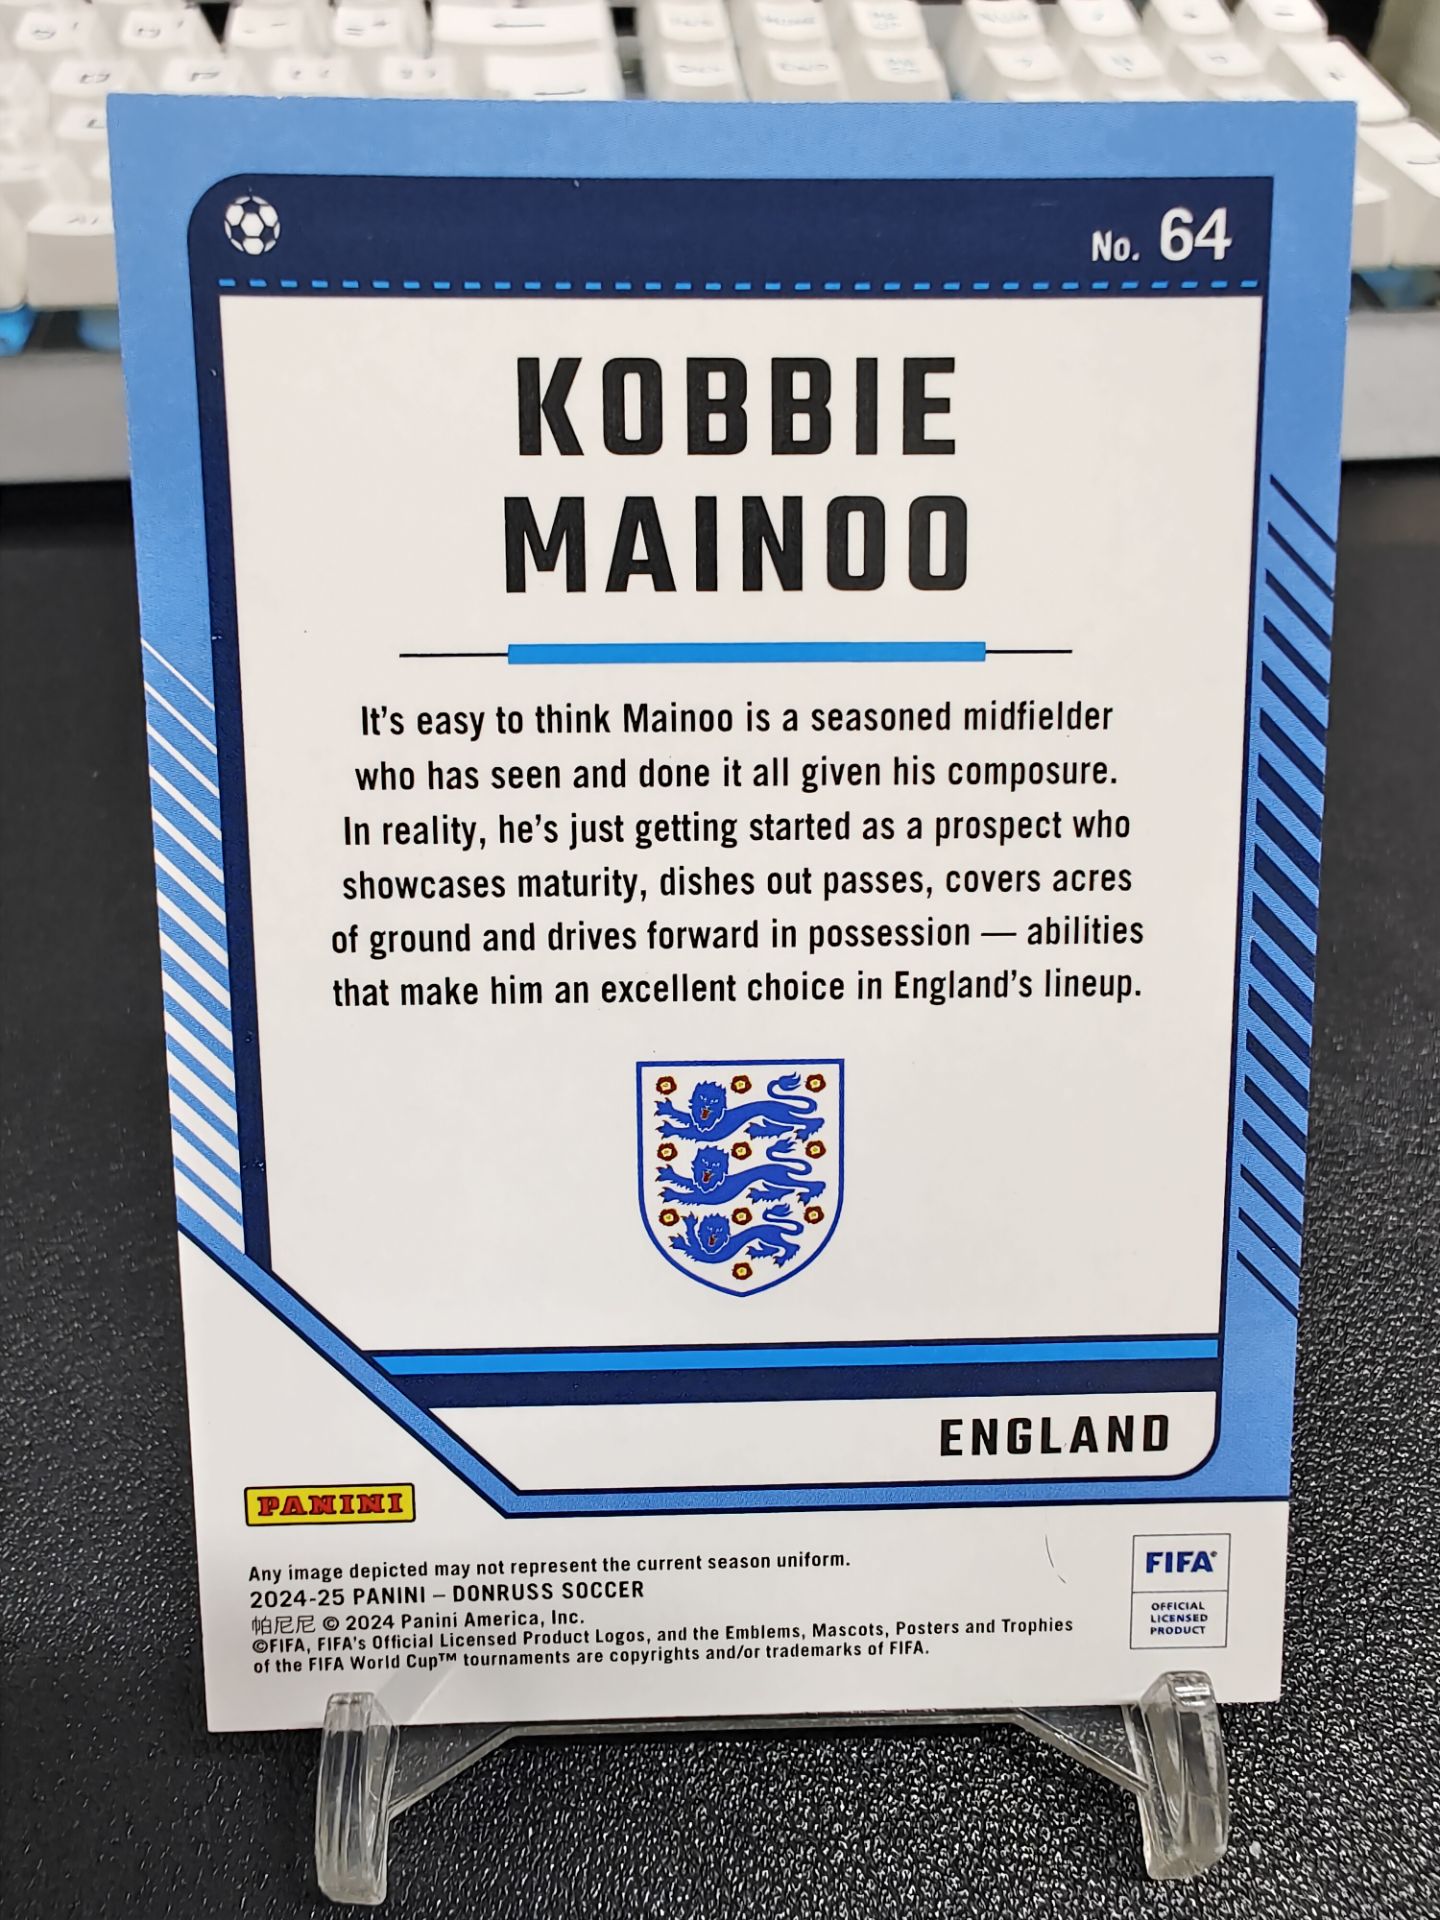 No. 64
KOBBIE
MAINOO
It's easy to think Mainoo is a seasoned midfielder
who has seen and done it all given his composure.
In reality, he's just getting started as a prospect who
showcases maturity, dishes out passes, covers acres
of ground and drives forward in possession — abilities
that make him an excellent choice in England's lineup.
ENGLAND
PANINI
Any image depicted may not represent the current season uniform.
2024-25 PANINI – DONRUSS SOCCER
帕尼尼 © 2024 Panini America, Inc.
©FIFA, FIFA's Official Licensed Product Logos, and the Emblems, Mascots, Posters and Trophies
of the FIFA World Cup™ tournaments are copyrights and/or trademarks of FIFA.
FIFA®
OFFICIAL
LICENSED
PRODUCT